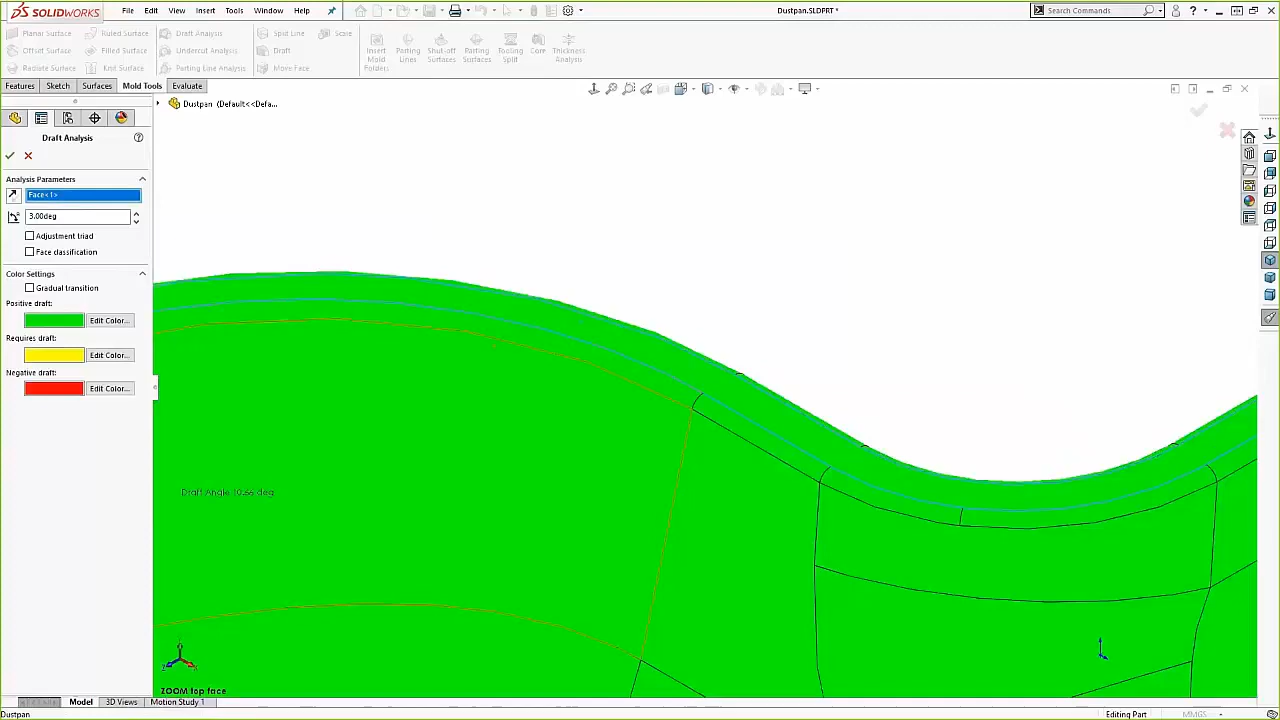 SOLIDWORKS
File Edit View Insert Tools Window Help
Dustpan.SLDPRT *
Search Commands
Planar Surface Ruled Surface Draft Analysis Split Line Scale
Offset Surface Filled Surface Undercut Analysis Draft
Radiate Surface Knit Surface Parting Line Analysis Move Face
Insert Mold Folders
Parting Lines
Shut-off Surfaces
Parting Surfaces
Tooling Split
Core
Thickness Analysis
Features Sketch Surfaces Mold Tools Evaluate
Dustpan (Default<<Defa...
Draft Analysis
Analysis Parameters
Face<1>
3.00deg
Adjustment triad
Face classification
Color Settings
Gradual transition
Positive draft:
Edit Color...
Requires draft:
Edit Color...
Negative draft:
Edit Color...
Draft Angle 10.66 deg
ZOOM top face
Model 3D Views Motion Study 1
Dustpan
Editing Part
MMGS